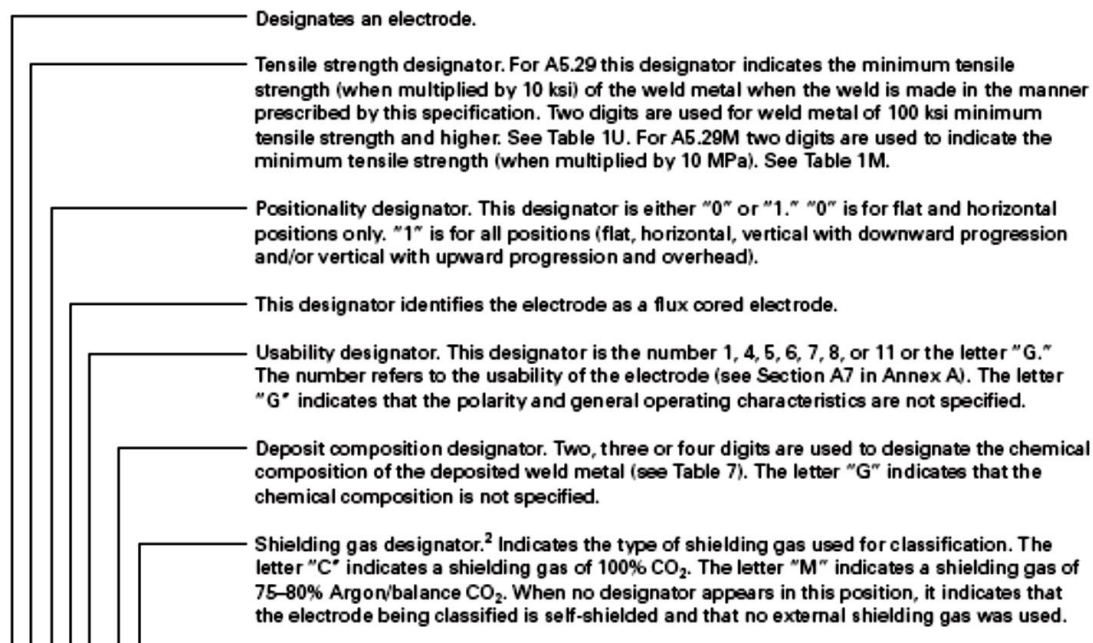 Designates an electrode.
Tensile strength designator. For A5.29 this designator indicates the minimum tensile
strength (when multiplied by 10 ksi) of the weld metal when the weld is made in the manner
prescribed by this specification. Two digits are used for weld metal of 100 ksi minimum
tensile strength and higher. See Table 1U. For A5.29M two digits are used to indicate the
minimum tensile strength (when multiplied by 10 MPa). See Table 1M.
Positionality designator. This designator is either "0" or "1." "0" is for flat and horizontal
positions only. "1" is for all positions (flat, horizontal, vertical with downward progression
and/or vertical with upward progression and overhead).
This designator identifies the electrode as a flux cored electrode.
Usability designator. This designator is the number 1, 4, 5, 6, 7, 8, or 11 or the letter "G."
The number refers to the usability of the electrode (see Section A7 in Annex A). The letter
"G" indicates that the polarity and general operating characteristics are not specified.
Deposit composition designator. Two, three or four digits are used to designate the chemical
composition of the deposited weld metal (see Table 7). The letter "G" indicates that the
chemical composition is not specified.
Shielding gas designator.² Indicates the type of shielding gas used for classification. The
letter "C" indicates a shielding gas of 100% CO₂. The letter "M" indicates a shielding gas of
75–80% Argon/balance CO₂. When no designator appears in this position, it indicates that
the electrode being classified is self-shielded and that no external shielding gas was used.